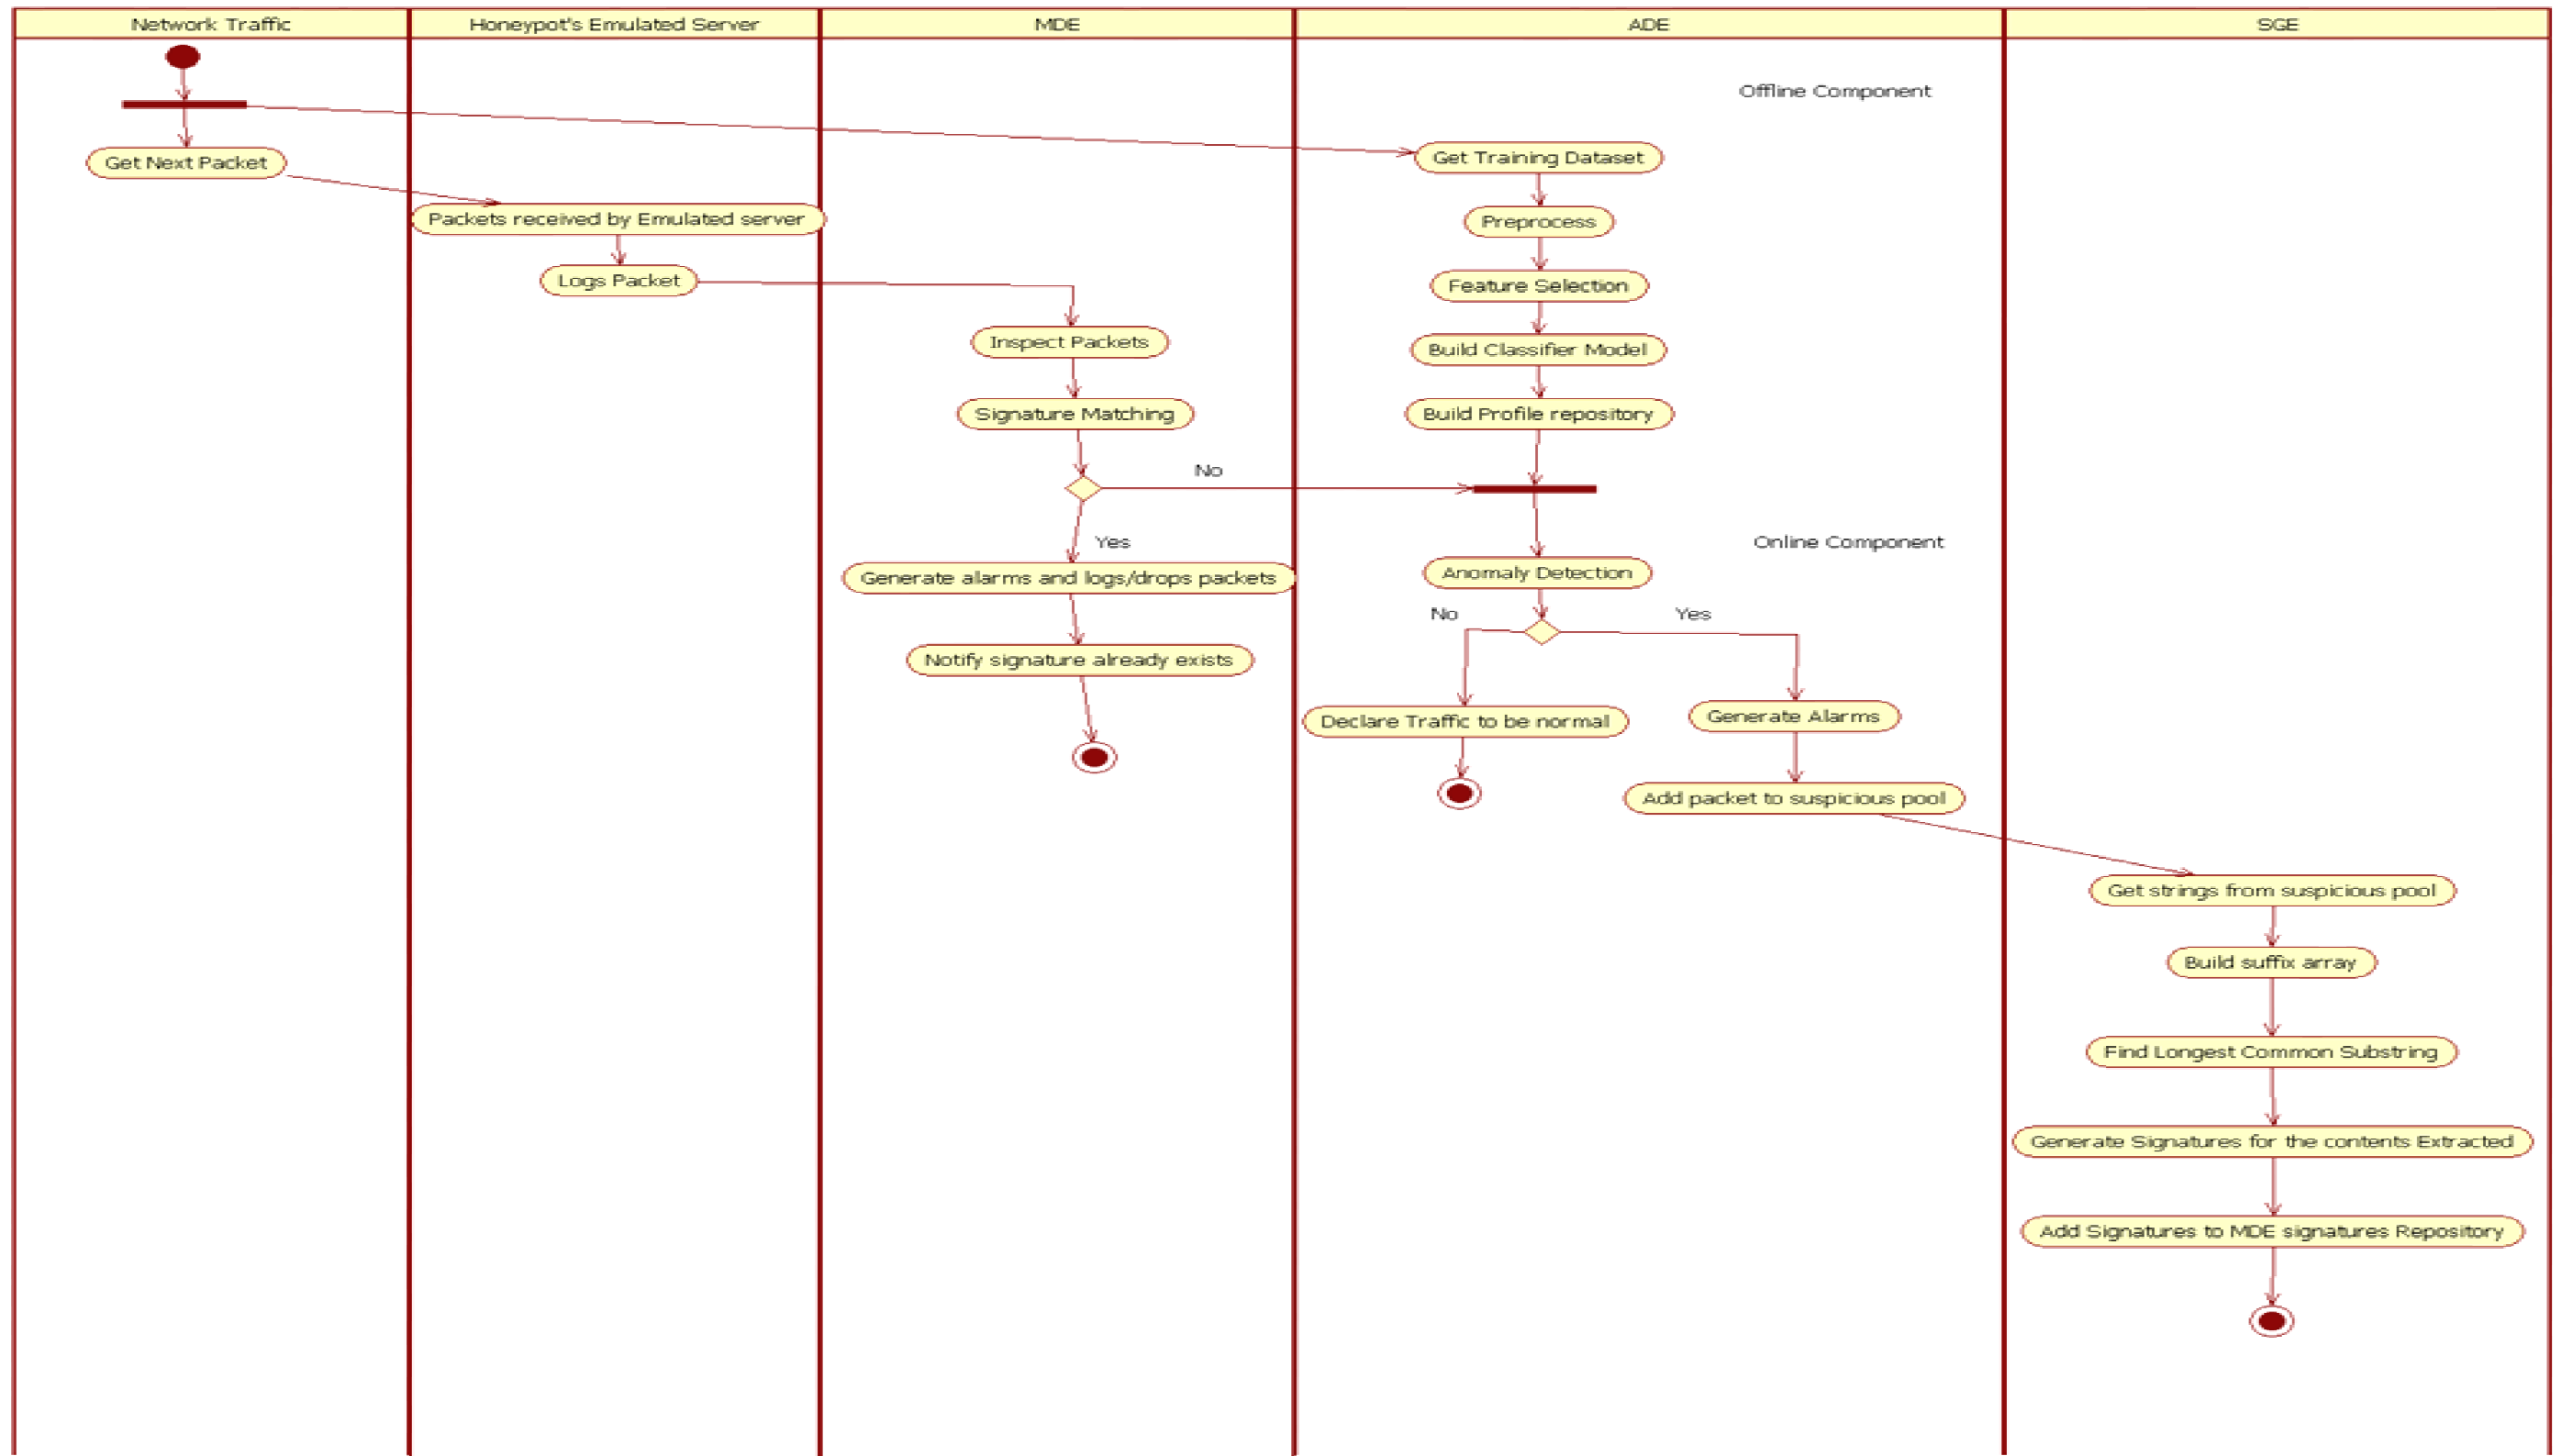 Network Traffic
Honeypot's Emulated Server
MDE
ADE
SGE
Offline Component
Get Next Packet
Get Training Dataset
Packets received by Emulated server
Preprocess
Logs Packet
Feature Selection
Inspect Packets
Build Classifier Model
Signature Matching
Build Profile repository
No
Yes
Online Component
Generate alarms and logs/drops packets
Anomaly Detection
No
Yes
Notify signature already exists
Declare Traffic to be normal
Generate Alarms
Add packet to suspicious pool
Get strings from suspicious pool
Build suffix array
Find Longest Common Substring
Generate Signatures for the contents Extracted
Add Signatures to MDE signatures Repository